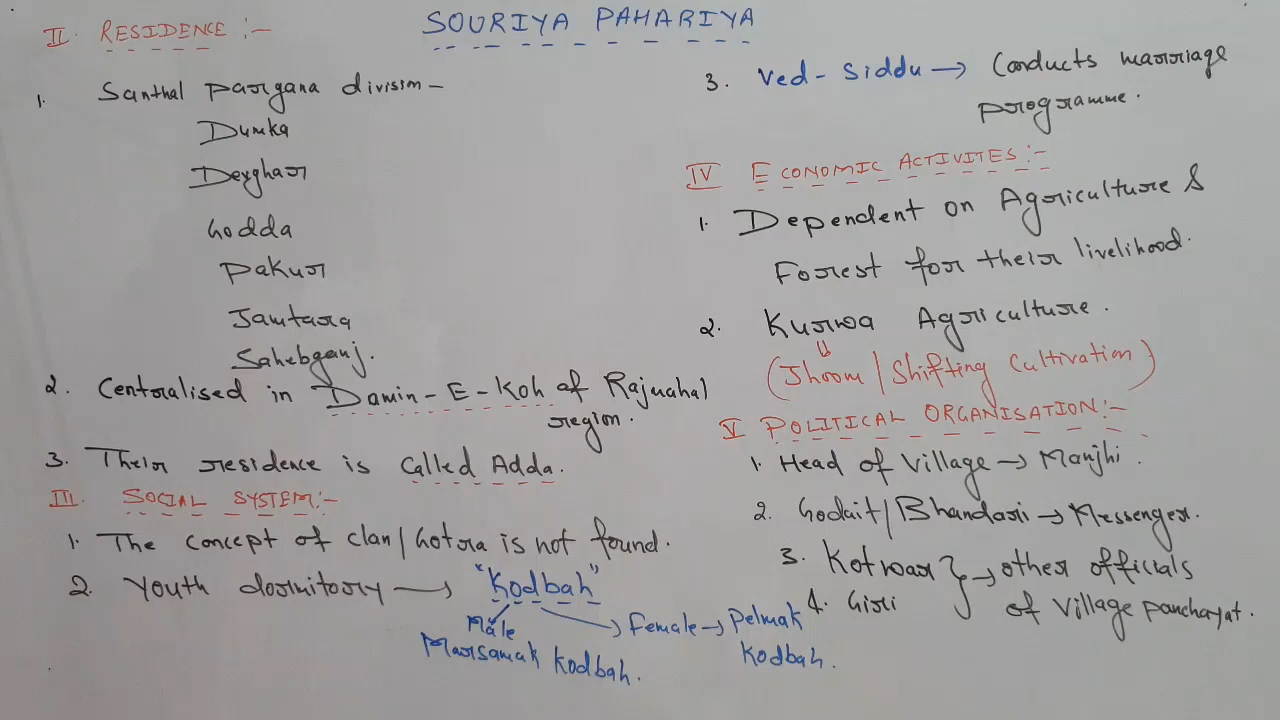 SOURIYA PAHARIYA
II. RESIDENCE :-
1. Santhal pargana division -
Dumka
Deoghar
Godda
Pakur
Jamtara
Sahebganj.
2. Centralised in Damin-E-Koh of Rajmahal
region.
3. Their residence is called Adda.
III. SOCIAL SYSTEM:-
1. The concept of clan/Gotra is not found.
2. Youth dormitory → "Kodbah"
Male
Marsamak Kodbah.
→ female → Pelmak
Kodbah.
3. Ved-Siddu → Conducts marriage
programme.
IV ECONOMIC ACTIVITES:-
1. Dependent on Agriculture &
Forest for their livelihood.
2. Kurwa Agriculture.
(Jhoom/Shifting Cultivation)
V POLITICAL ORGANISATION:-
1. Head of Village → Manjhi.
2. Godait/Bhandari → Messenger.
3. Kotwar } → other officials
4. Giri of Village panchayat.